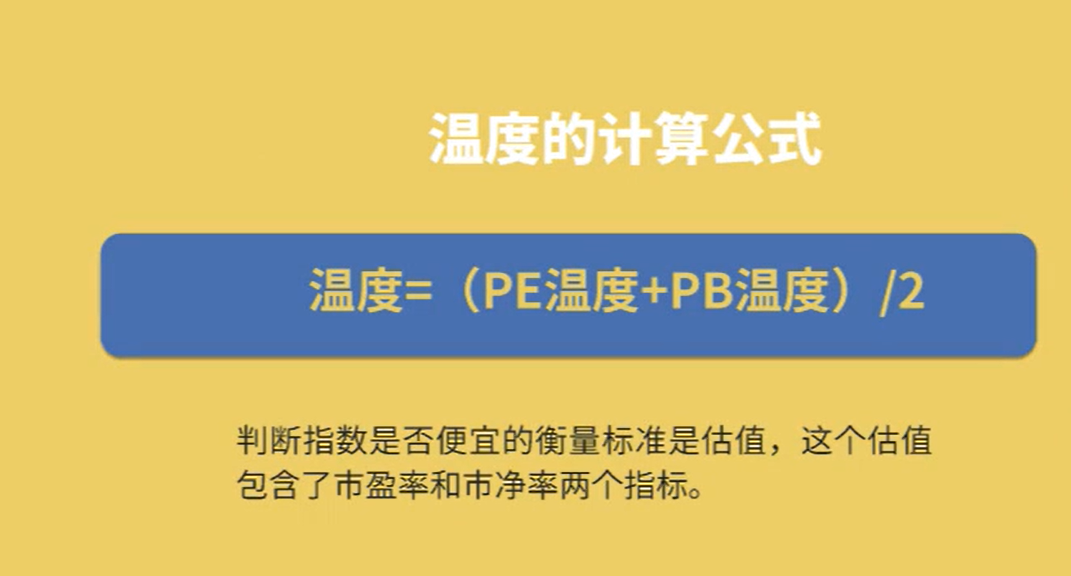 温度的计算公式
温度=（PE温度+PB温度）/2
判断指数是否便宜的衡量标准是估值，这个估值
包含了市盈率和市净率两个指标。